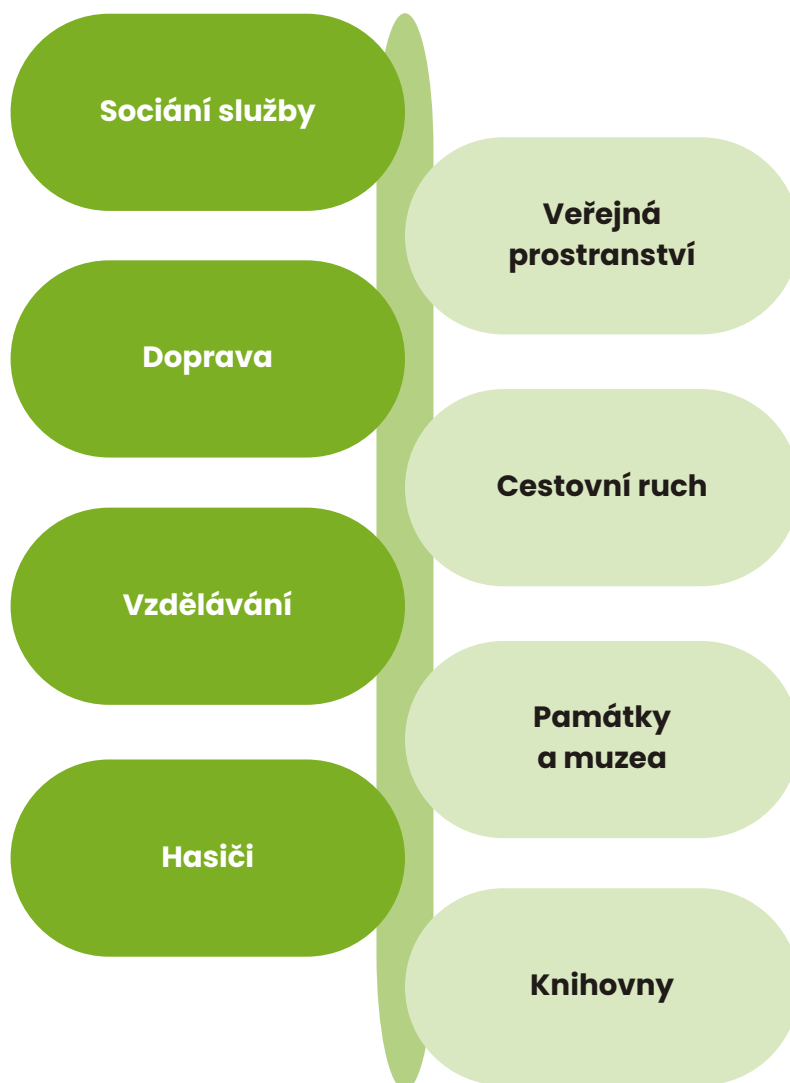 Sociání služby
Veřejná
prostranství
Doprava
Cestovní ruch
Vzdělávání
Památky
a muzea
Hasiči
Knihovny